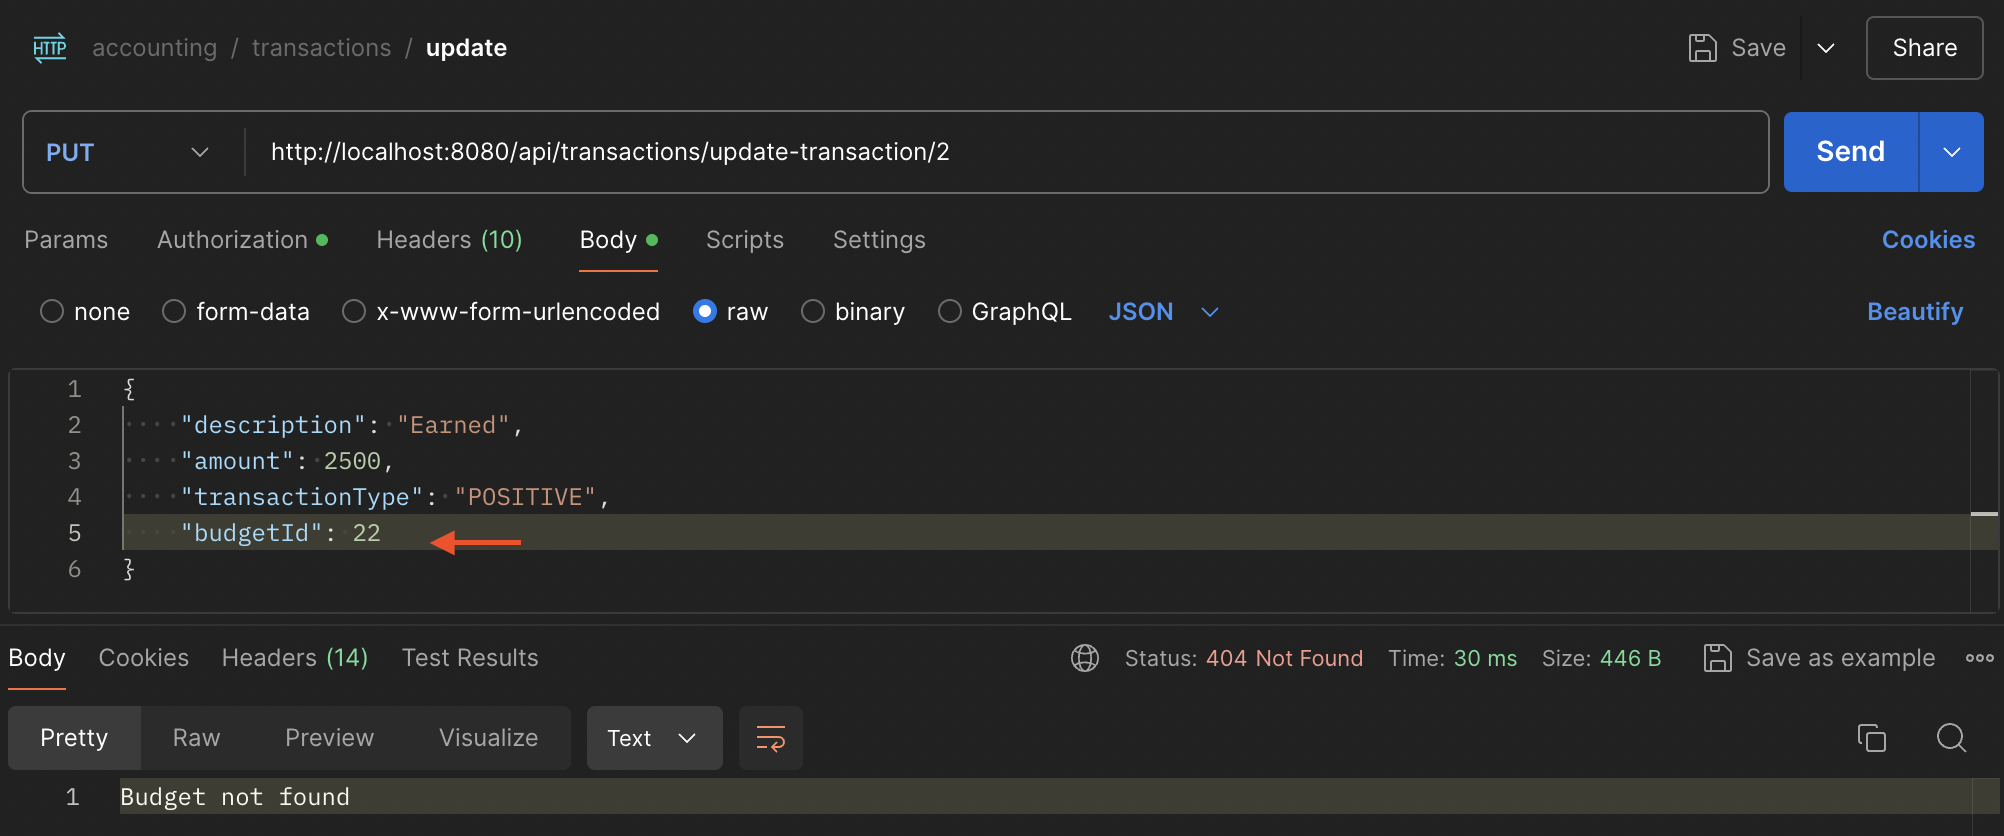 HTTP accounting / transactions / update Save Share
PUT http://localhost:8080/api/transactions/update-transaction/2 Send
Params Authorization Headers (10) Body Scripts Settings Cookies
none form-data x-www-form-urlencoded raw binary GraphQL JSON Beautify
1 {
2 "description": "Earned",
3 "amount": 2500,
4 "transactionType": "POSITIVE",
5 "budgetId": 22
6 }
Body Cookies Headers (14) Test Results Status: 404 Not Found Time: 30 ms Size: 446 B Save as example
Pretty Raw Preview Visualize Text
1 Budget not found